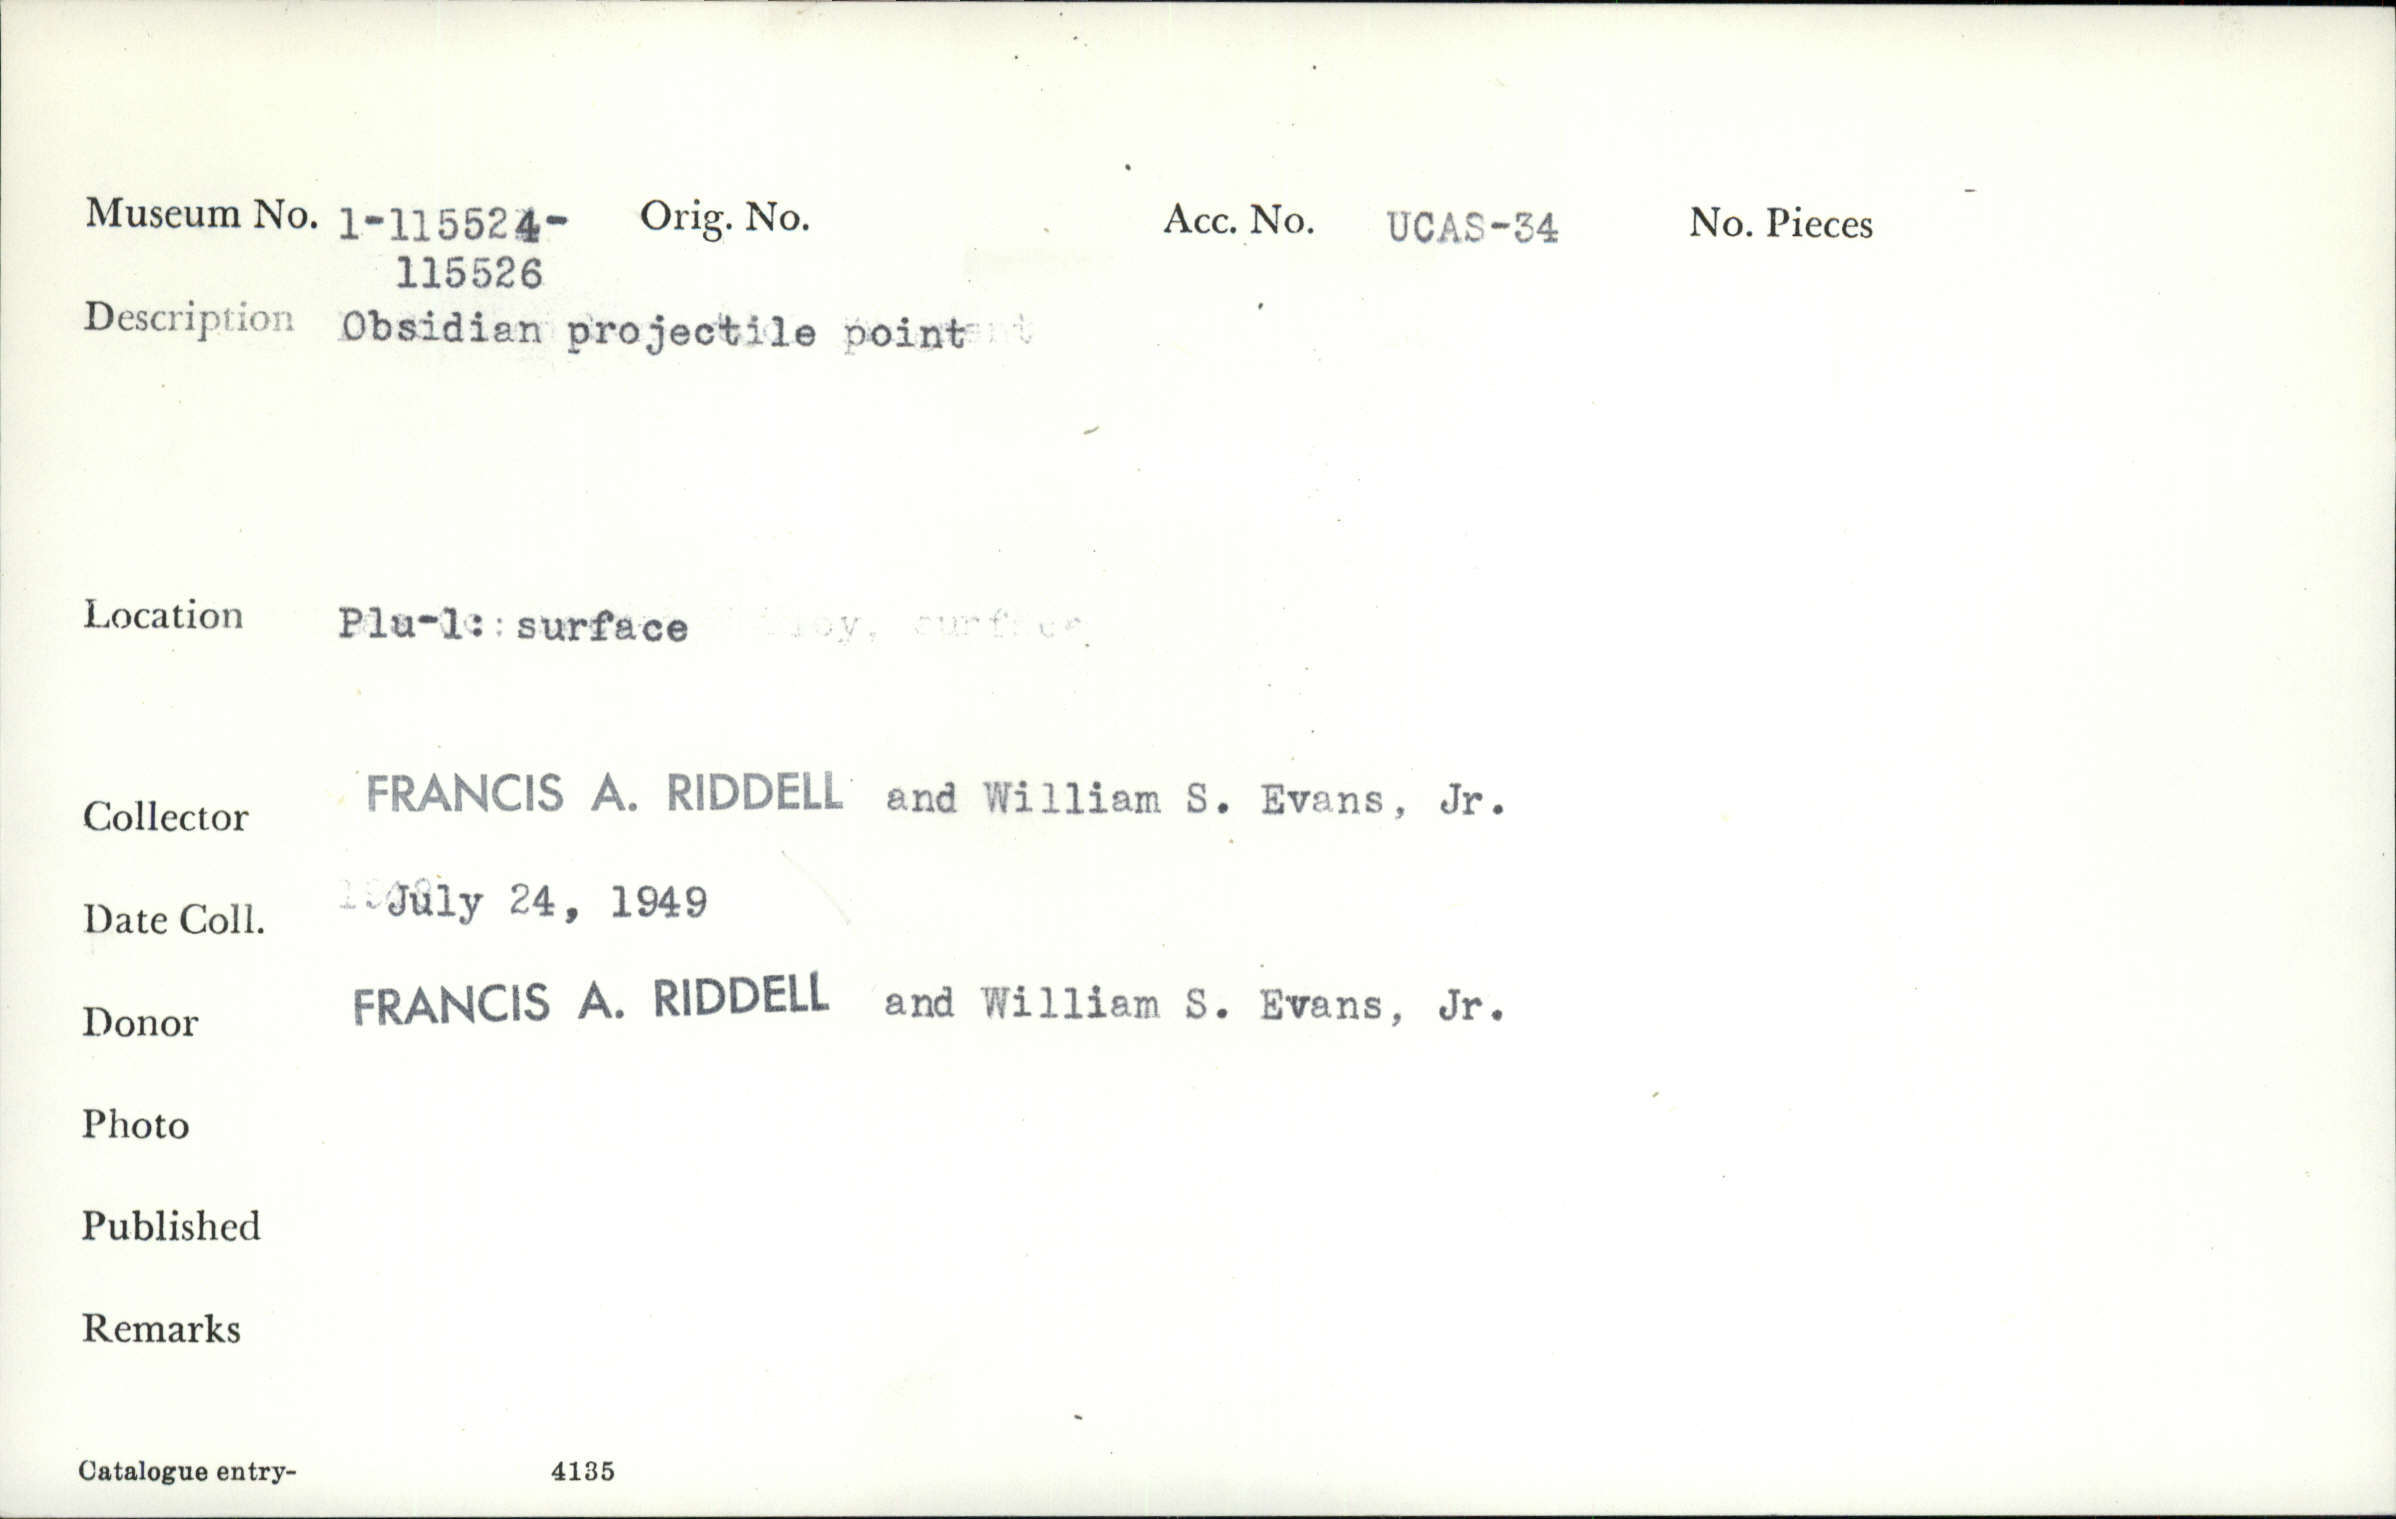 Museum No. 1-115524- Orig. No. Acc. No. UCAS-34 No. Pieces
115526
Description Obsidian projectile point
Location Plu-1: surface
Collector FRANCIS A. RIDDELL and William S. Evans, Jr.
Date Coll. July 24, 1949
Donor FRANCIS A. RIDDELL and William S. Evans, Jr.
Photo
Published
Remarks
Catalogue entry- 4135